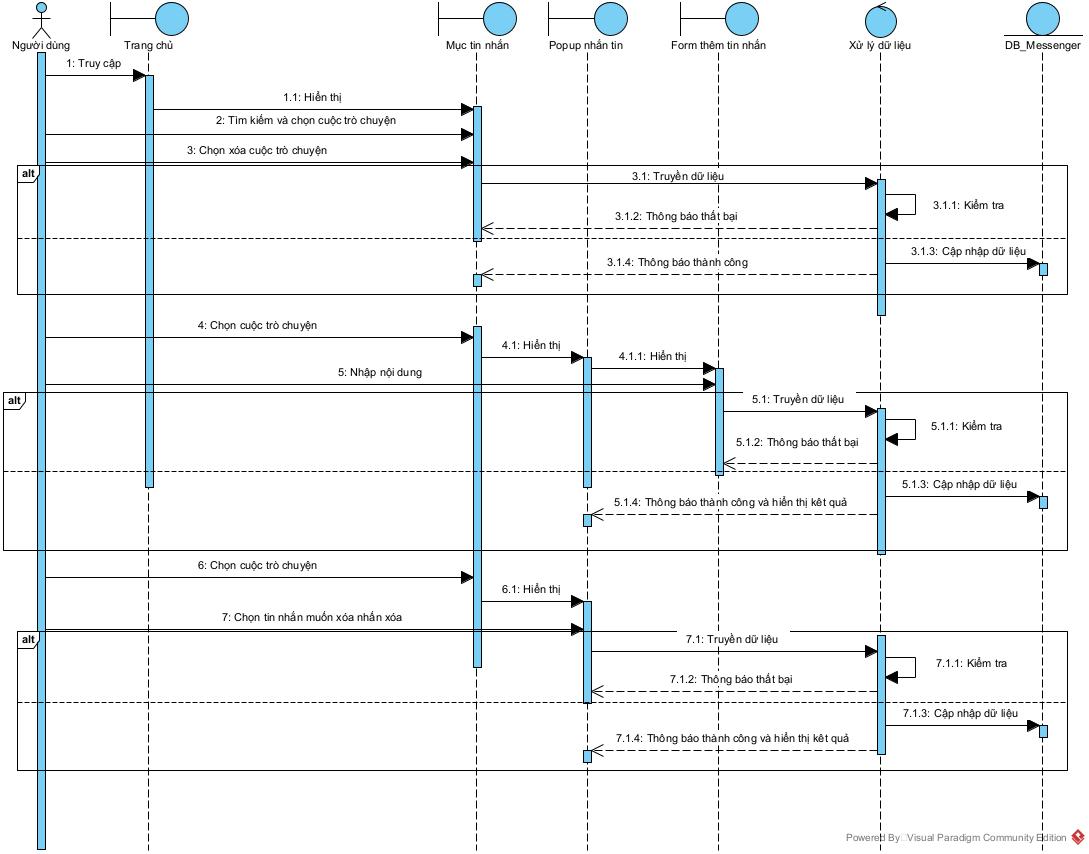 Người dùng
Trang chủ
Mục tin nhắn
Popup nhắn tin
Form thêm tin nhắn
Xử lý dữ liệu
DB_Messenger
1: Truy cập
1.1: Hiển thị
2: Tìm kiếm và chọn cuộc trò chuyện
3: Chọn xóa cuộc trò chuyện
alt
3.1: Truyền dữ liệu
3.1.1: Kiểm tra
3.1.2: Thông báo thất bại
3.1.3: Cập nhập dữ liệu
3.1.4: Thông báo thành công
4: Chọn cuộc trò chuyện
4.1: Hiển thị
4.1.1: Hiển thị
5: Nhập nội dung
alt
5.1: Truyền dữ liệu
5.1.1: Kiểm tra
5.1.2: Thông báo thất bại
5.1.3: Cập nhập dữ liệu
5.1.4: Thông báo thành công và hiển thị kêt quả
6: Chọn cuộc trò chuyện
6.1: Hiển thị
7: Chọn tin nhắn muốn xóa nhấn xóa
alt
7.1: Truyền dữ liệu
7.1.1: Kiểm tra
7.1.2: Thông báo thất bại
7.1.3: Cập nhập dữ liệu
7.1.4: Thông báo thành công và hiển thị kêt quả
Powered By Visual Paradigm Community Edition